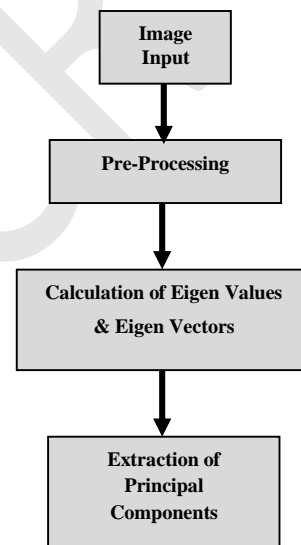 Image
Input
Pre-Processing
Calculation of Eigen Values
& Eigen Vectors
Extraction of
Principal
Components